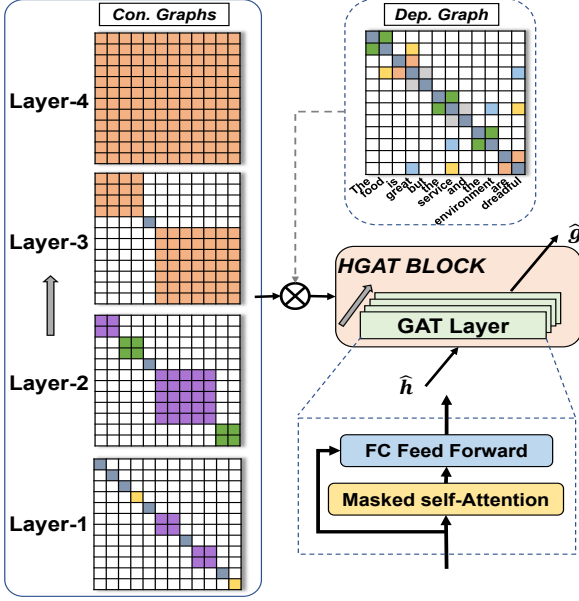 Con. Graphs
Layer-4
Layer-3
Layer-2
Layer-1
Dep. Graph
The
food
is
great
but
the
service
and
the
environment
are
dreadful
ĝ
HGAT BLOCK
GAT Layer
ĥ
FC Feed Forward
Masked self-Attention